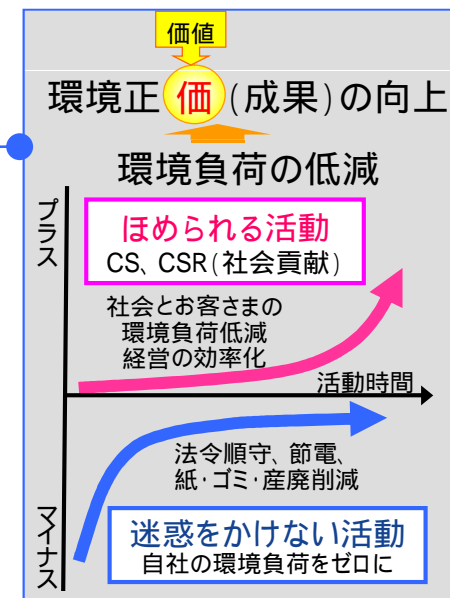 価値
環境正価(成果)の向上
環境負荷の低減
プラス
ほめられる活動
CS、CSR(社会貢献)
社会とお客さまの
環境負荷低減
経営の効率化
活動時間
法令順守、節電、
紙・ゴミ・産廃削減
マイナス
迷惑をかけない活動
自社の環境負荷をゼロに